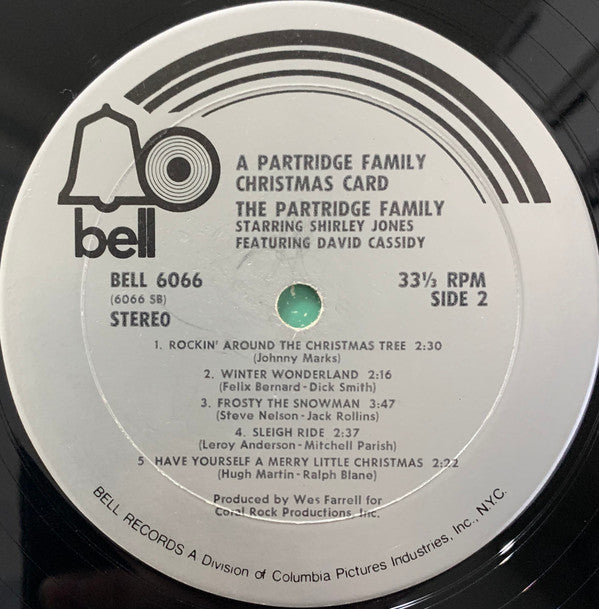 bell
A PARTRIDGE FAMILY
CHRISTMAS CARD
THE PARTRIDGE FAMILY
STARRING SHIRLEY JONES
FEATURING DAVID CASSIDY
BELL 6066
(6066 SB)
STEREO
33⅓ RPM
SIDE 2
1. ROCKIN' AROUND THE CHRISTMAS TREE 2:30
(Johnny Marks)
2. WINTER WONDERLAND 2:16
(Felix Bernard-Dick Smith)
3. FROSTY THE SNOWMAN 3:47
(Steve Nelson-Jack Rollins)
4. SLEIGH RIDE 2:37
(Leroy Anderson-Mitchell Parish)
5 HAVE YOURSELF A MERRY LITTLE CHRISTMAS 2:22
(Hugh Martin-Ralph Blane)
Produced by Wes Farrell for
Coral Rock Productions, Inc.
BELL RECORDS A Division of Columbia Pictures Industries, Inc., N.Y.C.